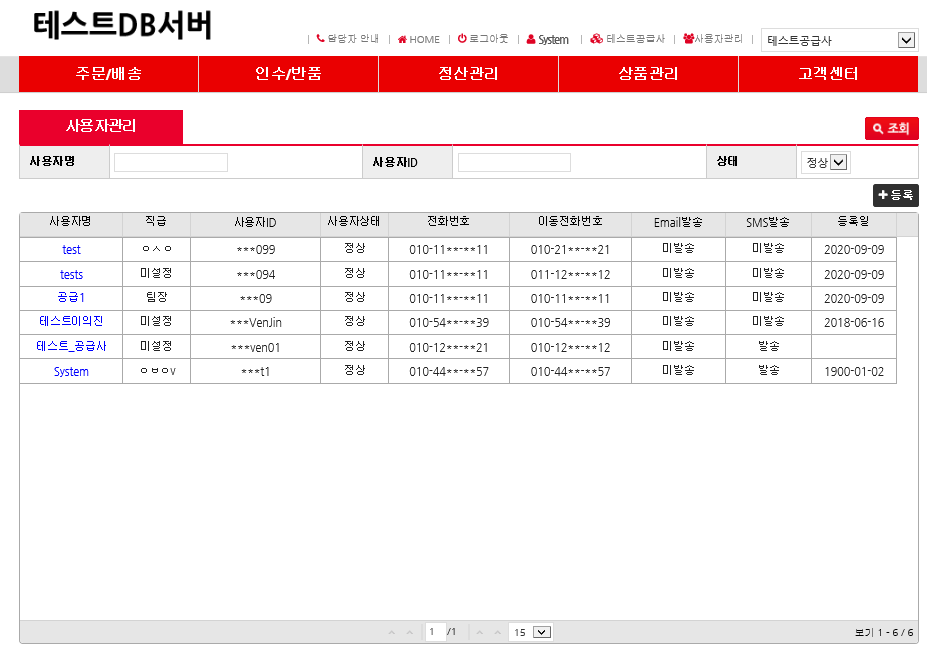 테스트DB서버
| 담당자 안내 | HOME | 로그아웃 | System | 테스트공급사 | 사용자관리 | 테스트공급사
주문/배송 인수/반품 정산관리 상품관리 고객센터
사용자관리
조회
사용자명 사용자ID 상태 정상
등록
사용자명 직급 사용자ID 사용자상태 전화번호 이동전화번호 Email발송 SMS발송 등록일
test ㅇㅅㅇ ***099 정상 010-11**-**11 010-21**-**21 미발송 미발송 2020-09-09
tests 미설정 ***094 정상 010-11**-**11 011-12**-**12 미발송 미발송 2020-09-09
공급1 팀장 ***09 정상 010-11**-**11 010-11**-**11 미발송 미발송 2020-09-09
테스트이익진 미설정 ***VenJin 정상 010-54**-**39 010-54**-**39 미발송 미발송 2018-06-16
테스트_공급사 미설정 ***ven01 정상 010-12**-**21 010-12**-**12 미발송 발송
System ㅇㅂㅇV ***t1 정상 010-44**-**57 010-44**-**57 미발송 발송 1900-01-02
1 /1 15 보기 1 - 6 / 6